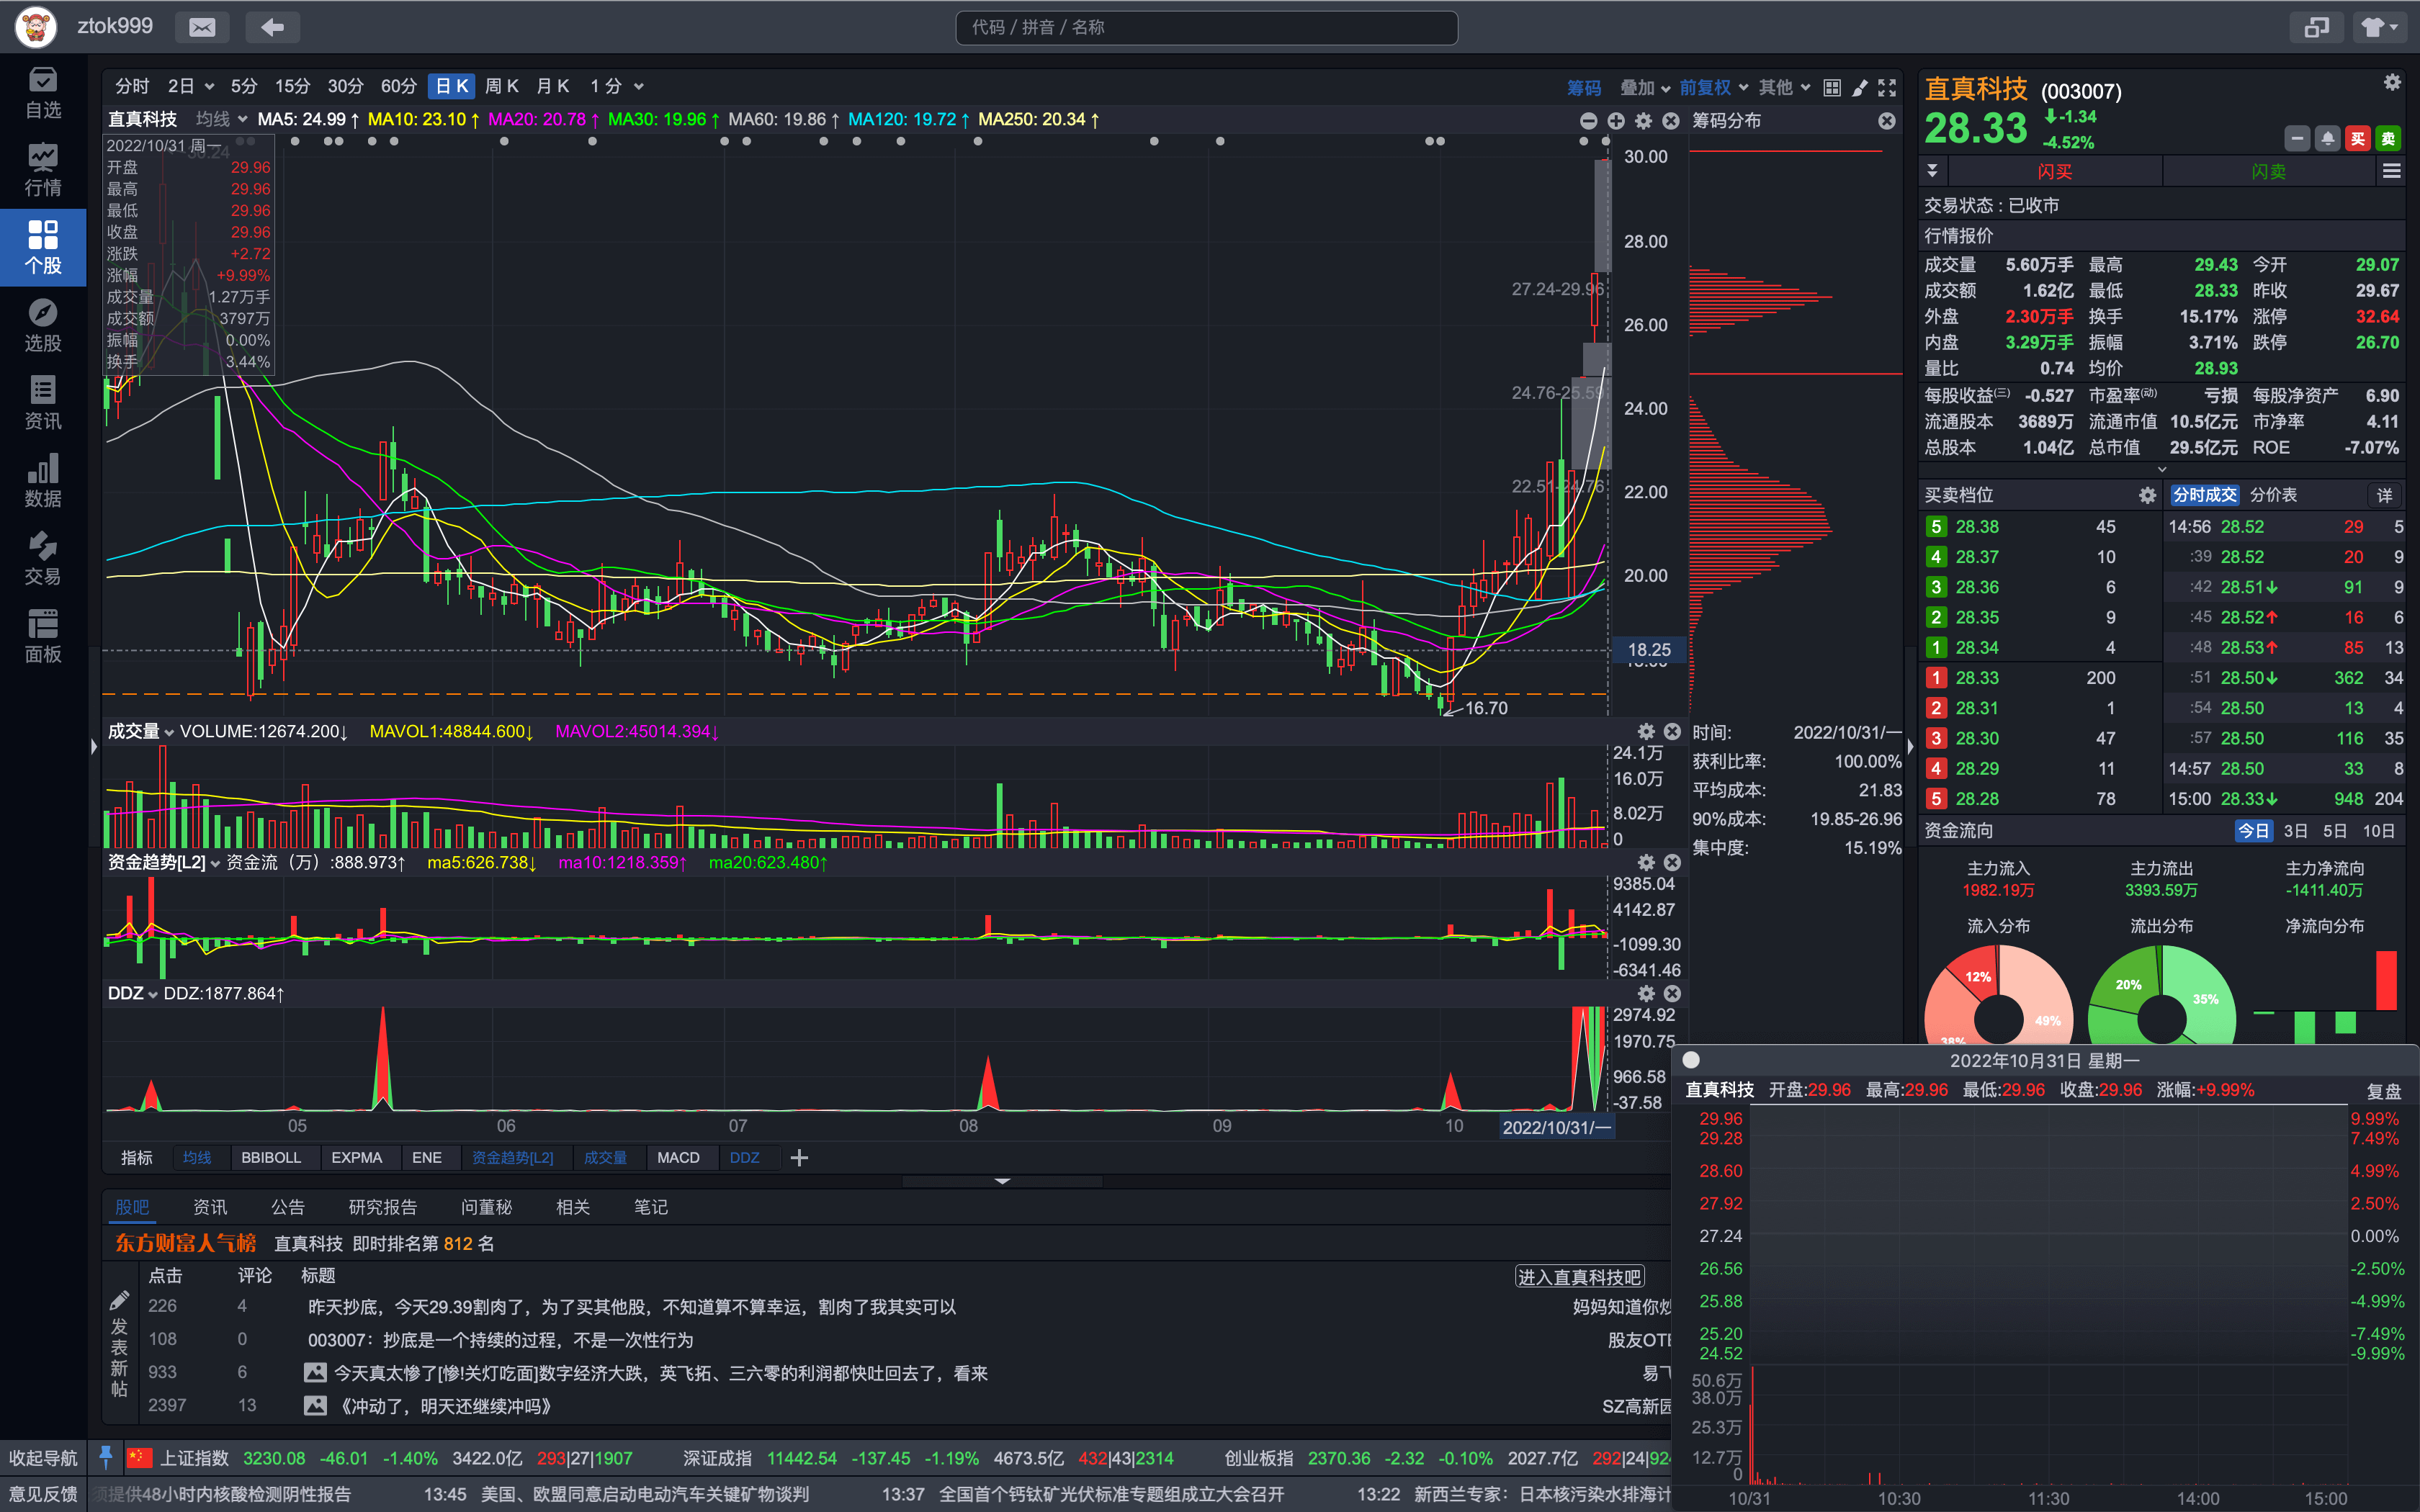 ztok999
代码 / 拼音 / 名称
自选
行情
个股
选股
资讯
数据
交易
面板
分时 2日 5分 15分 30分 60分 日K 周K 月K 1分 筹码 叠加 前复权 其他
直真科技 均线 MA5: 24.99↑ MA10: 23.10↑ MA20: 20.78↑ MA30: 19.96↑ MA60: 19.86↑ MA120: 19.72↑ MA250: 20.34↑
2022/10/31 周一
开盘 29.96
最高 29.96
最低 29.96
收盘 29.96
涨跌 +2.72
涨幅 +9.99%
成交量 1.27万手
成交额 3797万
振幅 0.00%
换手 3.44%
27.24-29.96
24.76-25.59
22.51-24.76
16.70
30.00
28.00
26.00
24.00
22.00
20.00
18.25
筹码分布
时间: 2022/10/31/一
获利比率: 100.00%
平均成本: 21.83
90%成本: 19.85-26.96
集中度: 15.19%
成交量 VOLUME:12674.200↓ MAVOL1:48844.600↓ MAVOL2:45014.394↓
24.1万
16.0万
8.02万
0
资金趋势[L2] 资金流（万）:888.973↑ ma5:626.738↓ ma10:1218.359↑ ma20:623.480↑
9385.04
4142.87
-1099.30
-6341.46
DDZ DDZ:1877.864↑
2974.92
1970.75
966.58
-37.58
05 06 07 08 09 10 2022/10/31/一
指标 均线 BBIBOLL EXPMA ENE 资金趋势[L2] 成交量 MACD DDZ
股吧 资讯 公告 研究报告 问董秘 相关 笔记
东方财富人气榜 直真科技 即时排名第 812 名
发表新帖
点击 评论 标题 进入直真科技吧
226 4 昨天抄底，今天29.39割肉了，为了买其他股，不知道算不算幸运，割肉了我其实可以 妈妈知道你炒
108 0 003007：抄底是一个持续的过程，不是一次性行为 股友OTE
933 6 今天真太惨了[惨!关灯吃面]数字经济大跌，英飞拓、三六零的利润都快吐回去了，看来 易飞
2397 13 《冲动了，明天还继续冲吗》 SZ高新园
直真科技 (003007)
28.33 -1.34
-4.52%
买 卖
闪买 闪卖
交易状态：已收市
行情报价
成交量 5.60万手 最高 29.43 今开 29.07
成交额 1.62亿 最低 28.33 昨收 29.67
外盘 2.30万手 换手 15.17% 涨停 32.64
内盘 3.29万手 振幅 3.71% 跌停 26.70
量比 0.74 均价 28.93
每股收益(三) -0.527 市盈率(动) 亏损 每股净资产 6.90
流通股本 3689万 流通市值 10.5亿元 市净率 4.11
总股本 1.04亿 总市值 29.5亿元 ROE -7.07%
买卖档位 分时成交 分价表 详
5 28.38 45 14:56 28.52 29 5
4 28.37 10 :39 28.52 20 9
3 28.36 6 :42 28.51↓ 91 9
2 28.35 9 :45 28.52↑ 16 6
1 28.34 4 :48 28.53↑ 85 13
1 28.33 200 :51 28.50↓ 362 34
2 28.31 1 :54 28.50 13 4
3 28.30 47 :57 28.50 116 35
4 28.29 11 14:57 28.50 33 8
5 28.28 78 15:00 28.33↓ 948 204
资金流向 今日 3日 5日 10日
主力流入 主力流出 主力净流向
1982.19万 3393.59万 -1411.40万
流入分布 流出分布 净流向分布
12% 49% 38% 20% 35%
2022年10月31日 星期一
直真科技 开盘:29.96 最高:29.96 最低:29.96 收盘:29.96 涨幅:+9.99% 复盘
29.96 9.99%
29.28 7.49%
28.60 4.99%
27.92 2.50%
27.24 0.00%
26.56 -2.50%
25.88 -4.99%
25.20 -7.49%
24.52 -9.99%
50.6万
38.0万
25.3万
12.7万
0
10/31 10:30 11:30 14:00 15:00
收起导航 上证指数 3230.08 -46.01 -1.40% 3422.0亿 293|27|1907 深证成指 11442.54 -137.45 -1.19% 4673.5亿 432|43|2314 创业板指 2370.36 -2.32 -0.10% 2027.7亿 292|24|924
意见反馈 须提供48小时内核酸检测阴性报告 13:45 美国、欧盟同意启动电动汽车关键矿物谈判 13:37 全国首个钙钛矿光伏标准专题组成立大会召开 13:22 新西兰专家：日本核污染水排海计